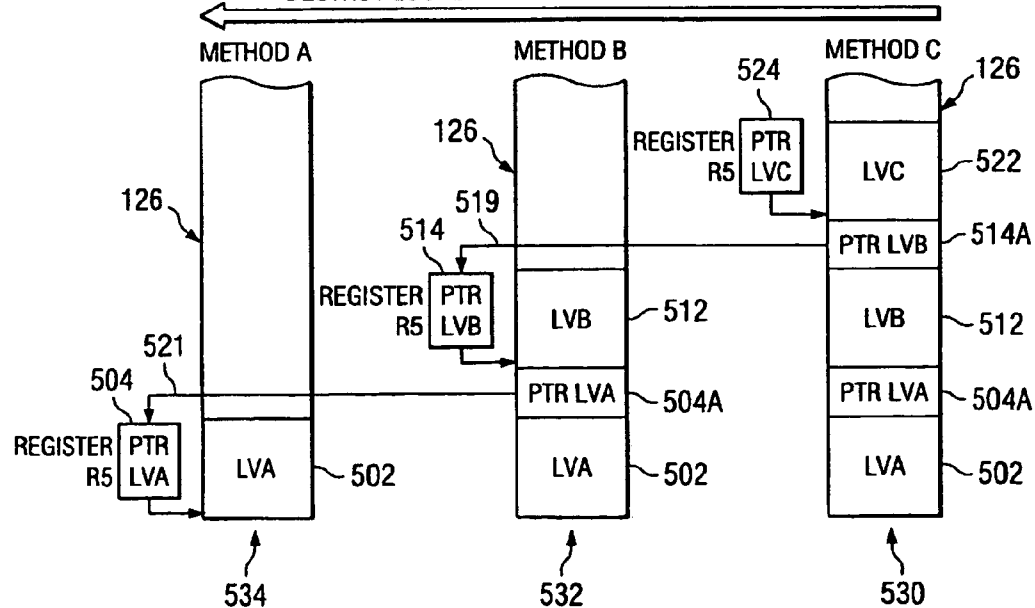 METHOD A
METHOD B
METHOD C
524
126
126
REGISTER
R5
PTR
LVC
LVC
522
126
519
514
PTR LVB
514A
REGISTER
R5
PTR
LVB
LVB
512
LVB
512
521
504
PTR LVA
504A
PTR LVA
504A
REGISTER
R5
PTR
LVA
LVA
502
LVA
502
LVA
502
534
532
530